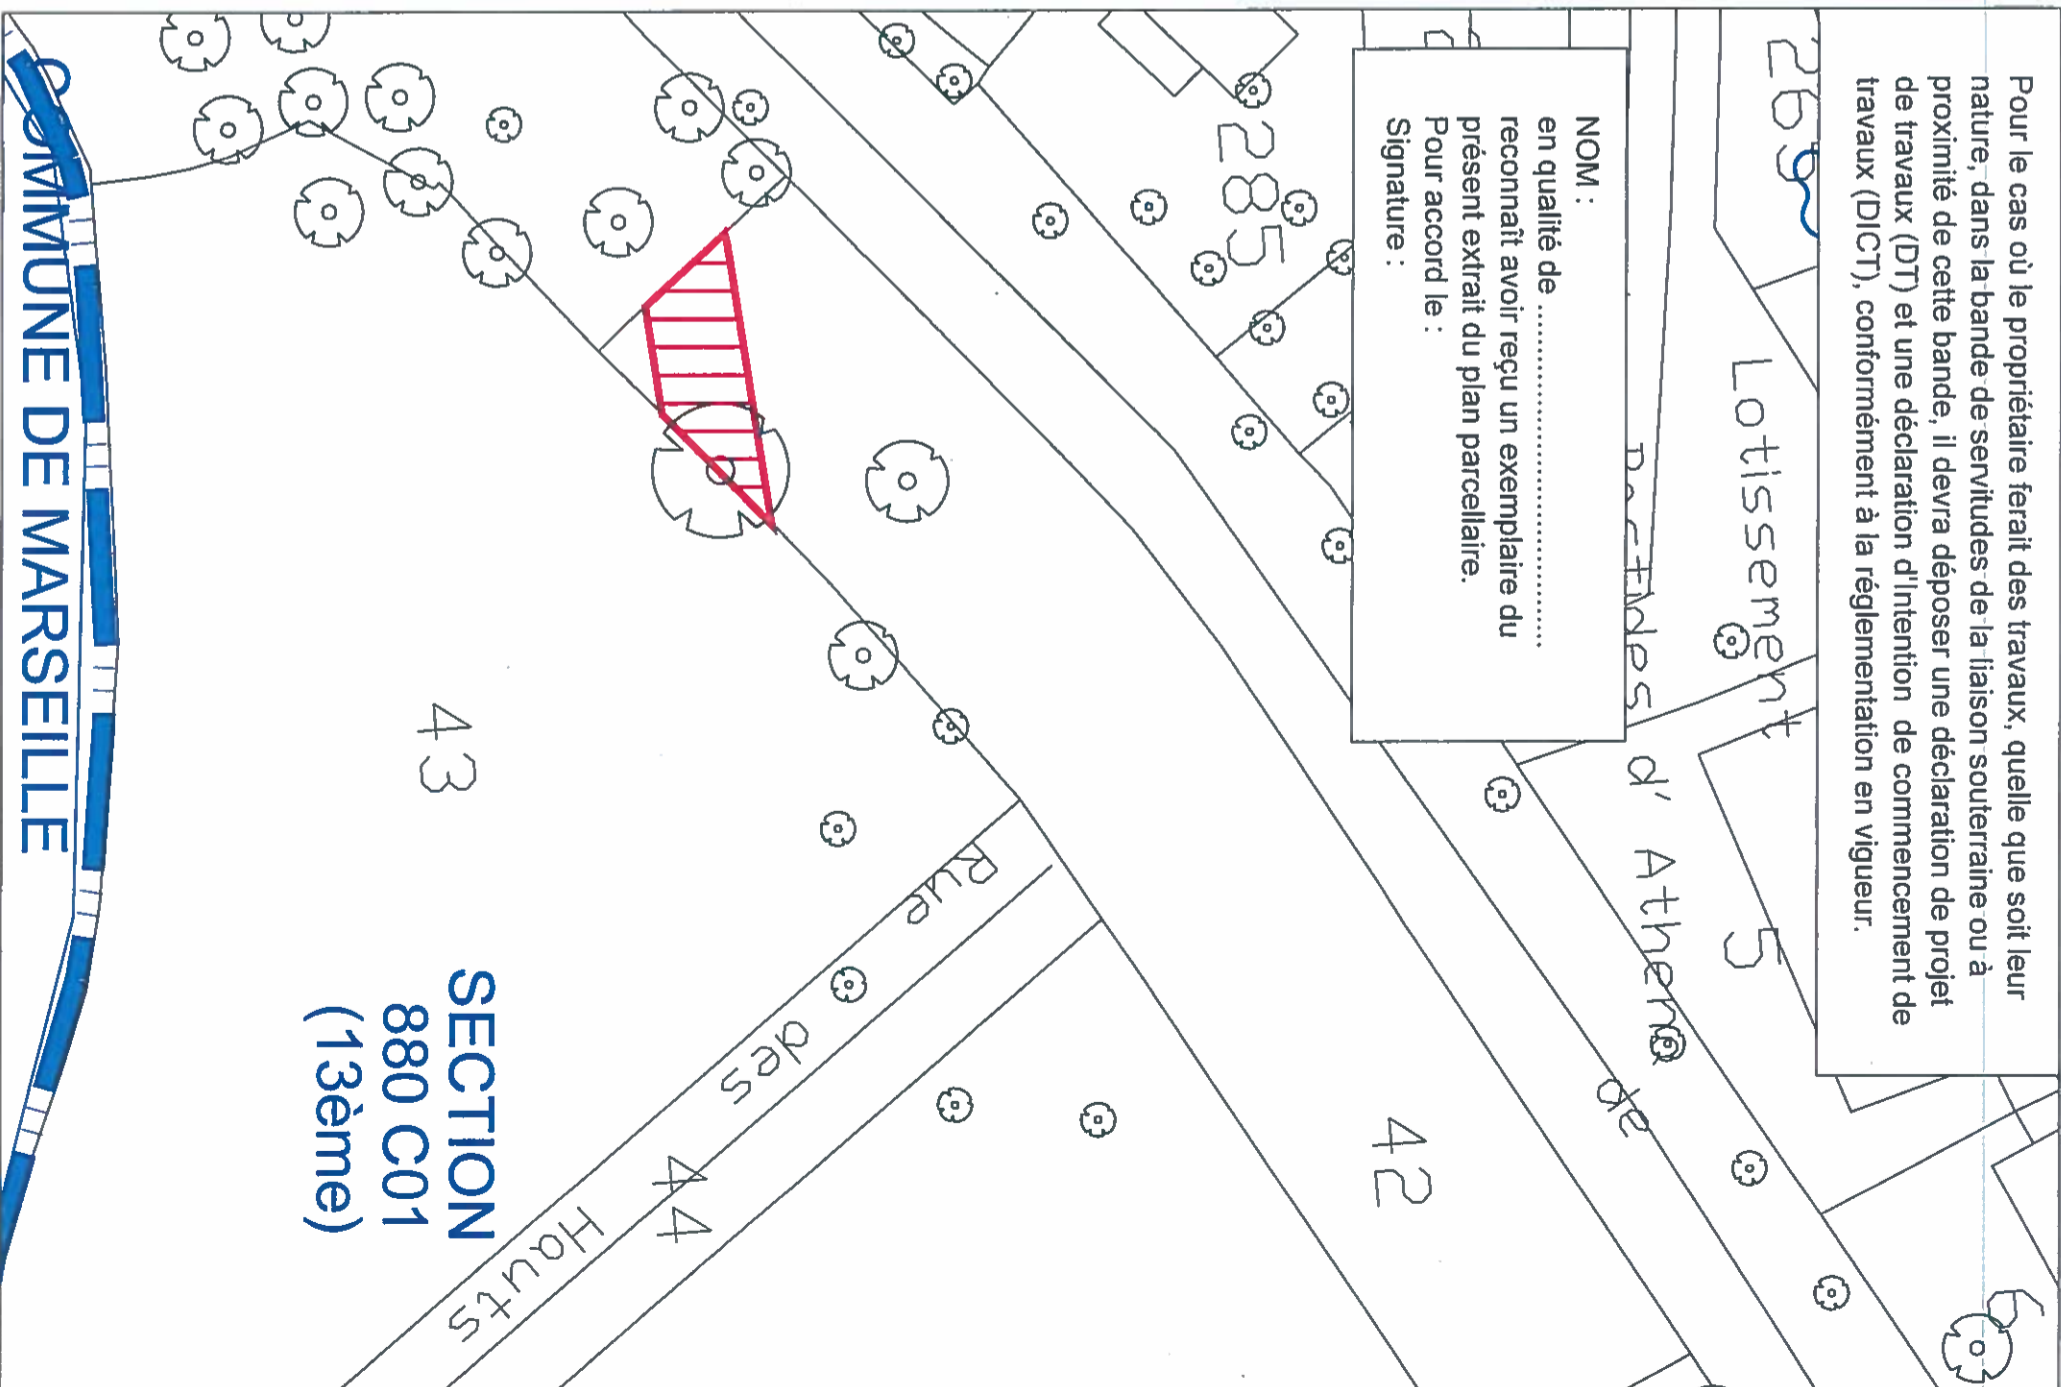 Pour le cas où le propriétaire ferait des travaux, quelle que soit leur
nature, dans la bande de servitudes de la liaison souterraine ou à
proximité de cette bande, il devra déposer une déclaration de projet
de travaux (DT) et une déclaration d'Intention de commencement de
travaux (DICT), conformément à la réglementation en vigueur.
269
Lotissement
5
6
d' Athena
de
NOM :
en qualité de ..........................................
reconnaît avoir reçu un exemplaire du
présent extrait du plan parcellaire.
Pour accord le :
Signature :
285
42
Rue
des
Hauts
44
43
SECTION
880 C01
(13ème)
COMMUNE DE MARSEILLE